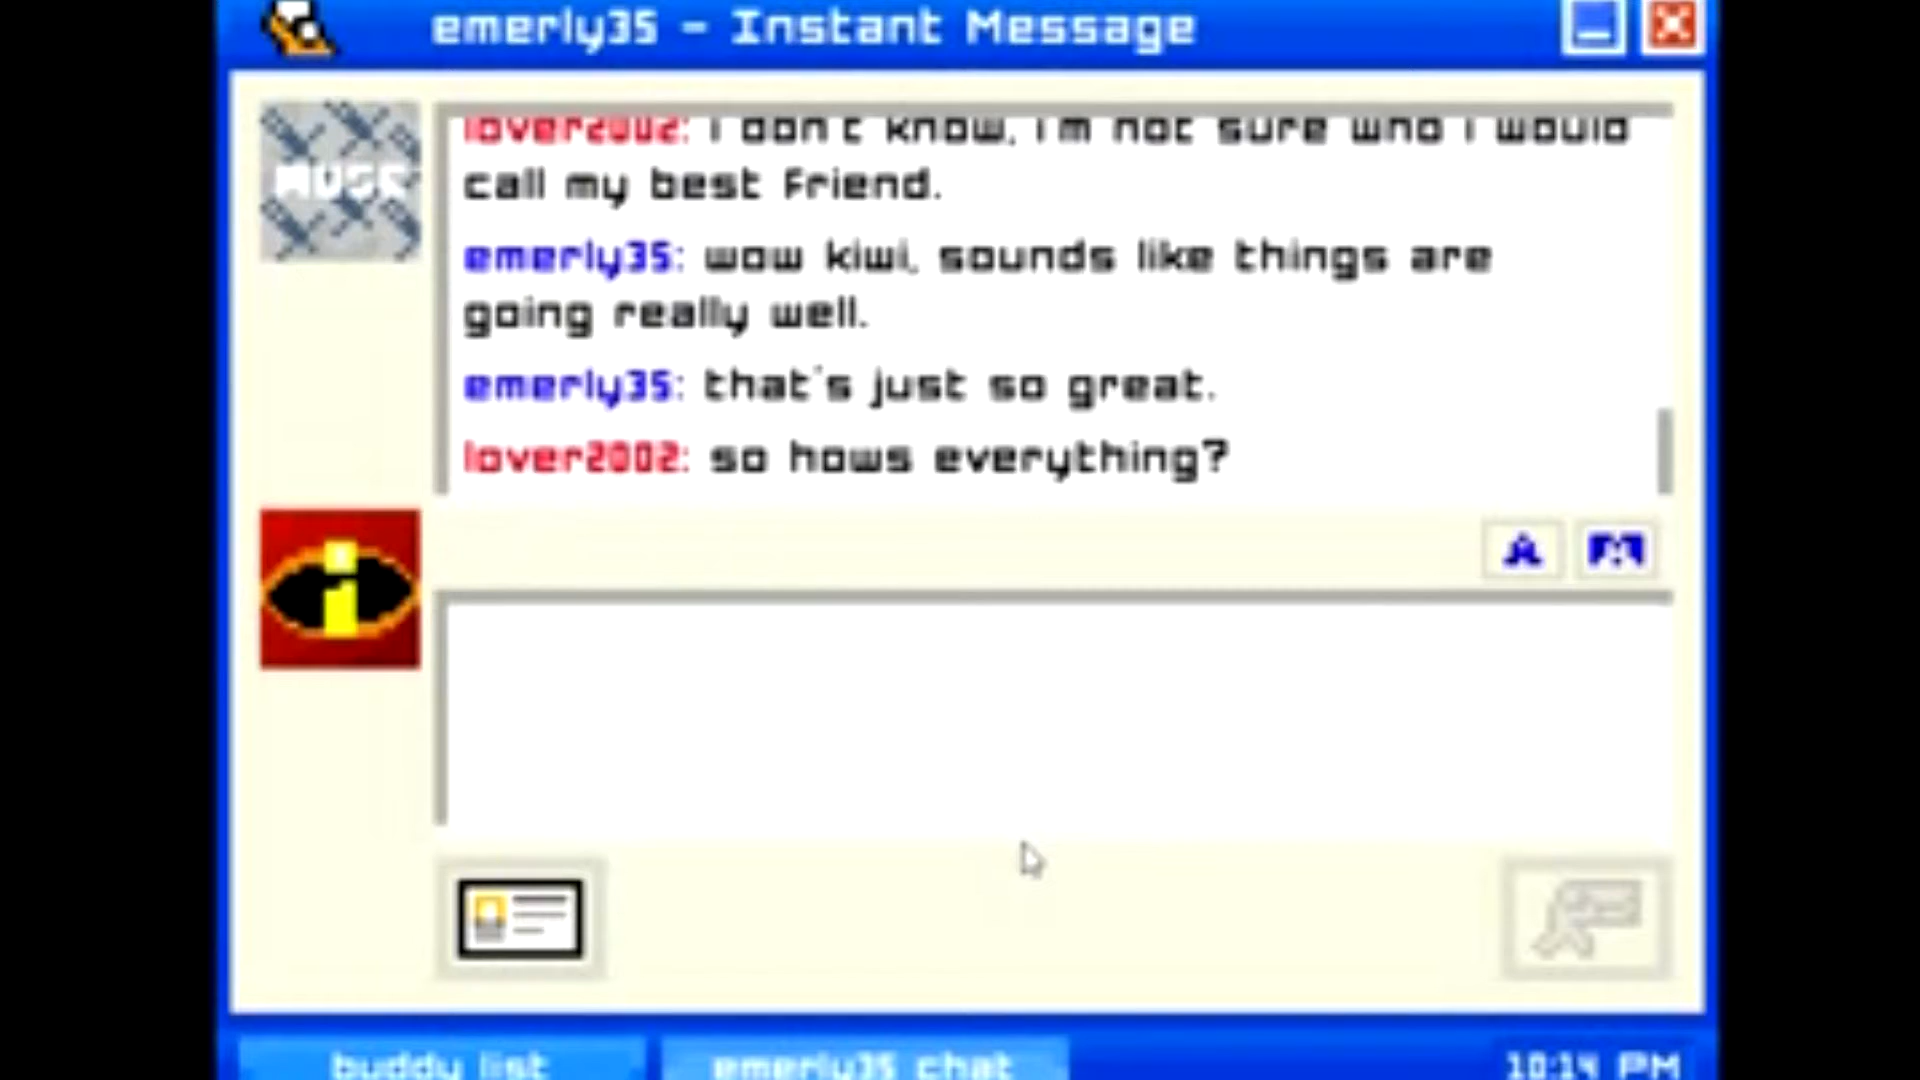 emerly35 - Instant Message
MUSE
lover2002: i don't know, i'm not sure who i would
call my best friend.
emerly35: wow kiwi, sounds like things are
going really well.
emerly35: that's just so great.
lover2002: so hows everything?
A
buddy list
emerly35 chat
10:14 PM